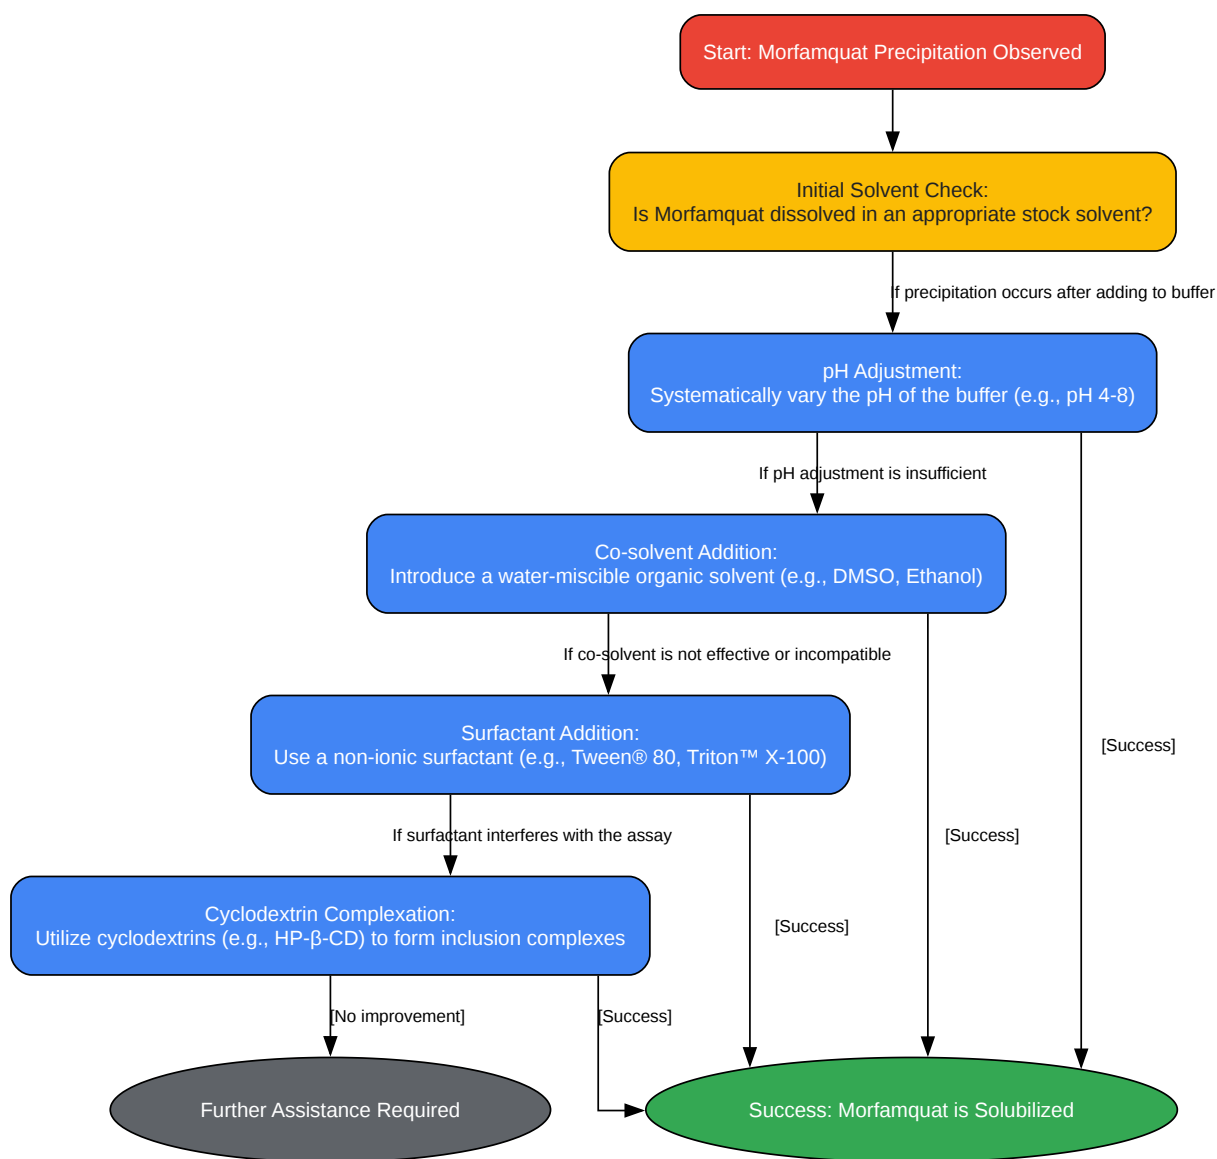 Start: Morfamquat Precipitation Observed
Initial Solvent Check:
Is Morfamquat dissolved in an appropriate stock solvent?
If precipitation occurs after adding to buffer
pH Adjustment:
Systematically vary the pH of the buffer (e.g., pH 4-8)
If pH adjustment is insufficient
Co-solvent Addition:
Introduce a water-miscible organic solvent (e.g., DMSO, Ethanol)
If co-solvent is not effective or incompatible
Surfactant Addition:
Use a non-ionic surfactant (e.g., Tween® 80, Triton™ X-100)
[Success]
If surfactant interferes with the assay
[Success]
Cyclodextrin Complexation:
Utilize cyclodextrins (e.g., HP-β-CD) to form inclusion complexes
[Success]
[No improvement]
[Success]
Further Assistance Required
Success: Morfamquat is Solubilized